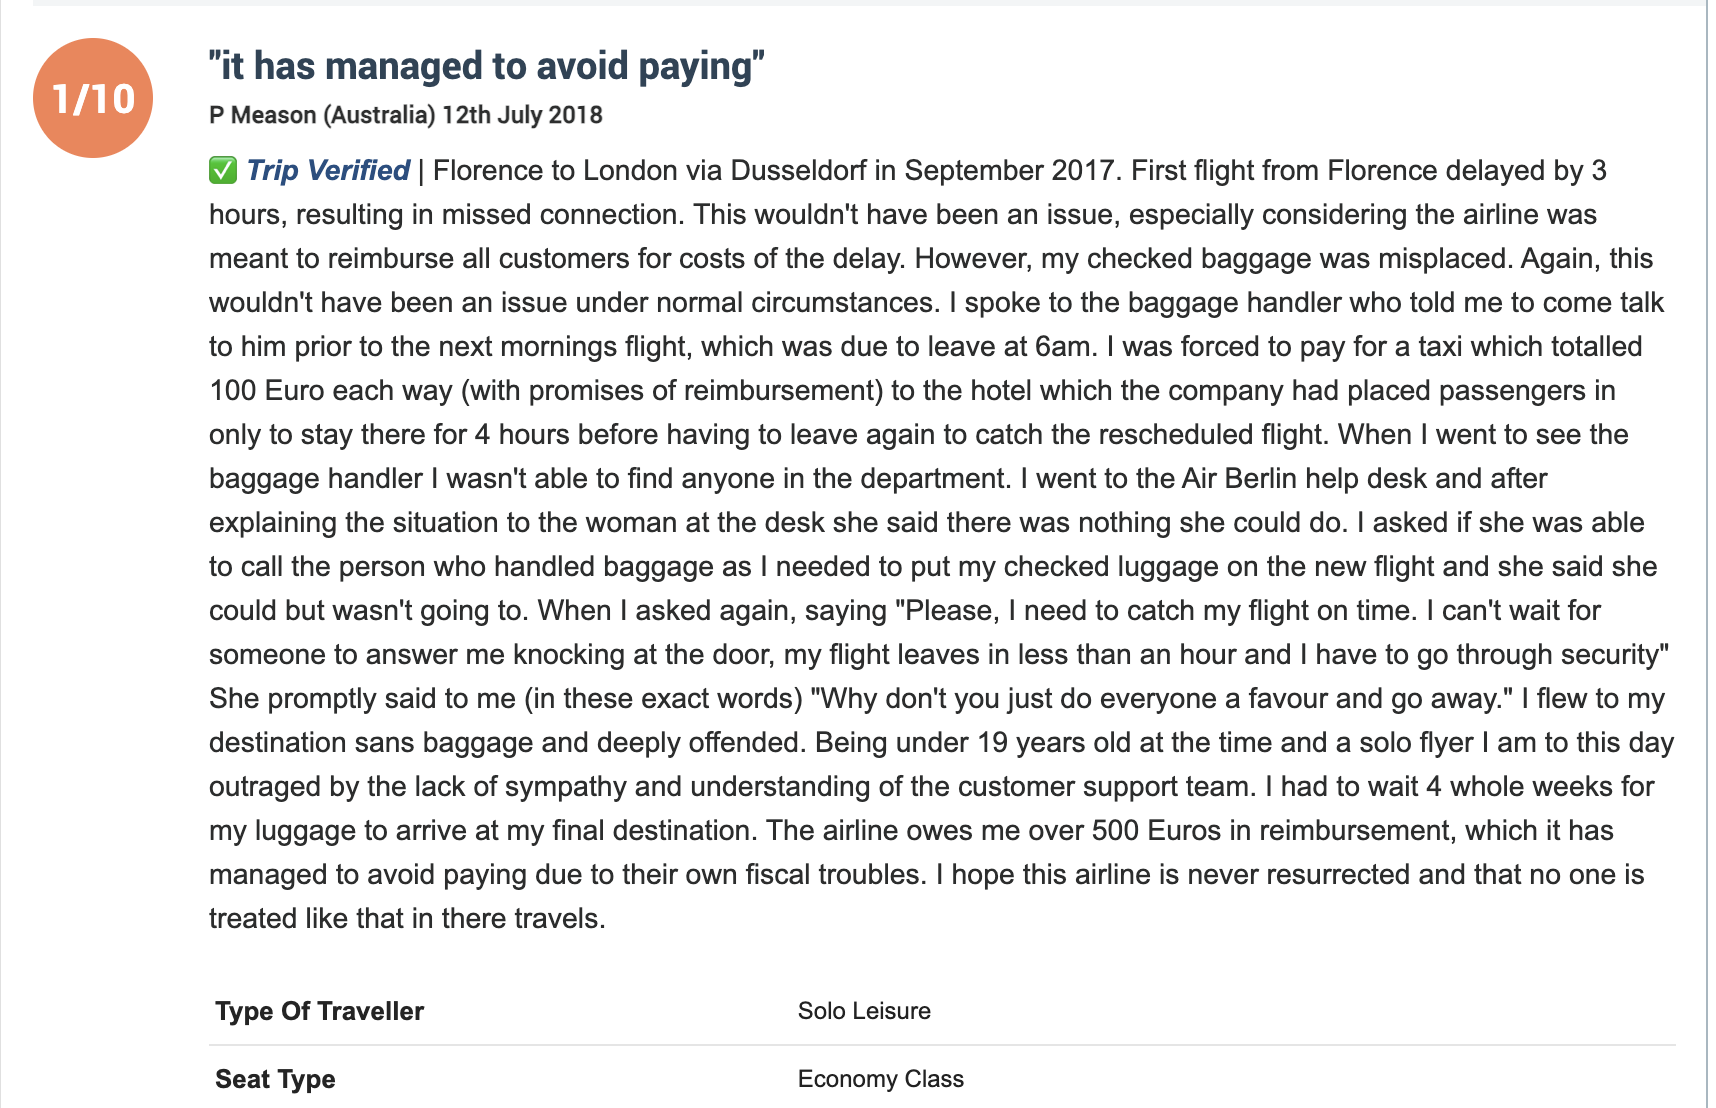 1/10
"it has managed to avoid paying"
P Meason (Australia) 12th July 2018
✅ Trip Verified | Florence to London via Dusseldorf in September 2017. First flight from Florence delayed by 3
hours, resulting in missed connection. This wouldn't have been an issue, especially considering the airline was
meant to reimburse all customers for costs of the delay. However, my checked baggage was misplaced. Again, this
wouldn't have been an issue under normal circumstances. I spoke to the baggage handler who told me to come talk
to him prior to the next mornings flight, which was due to leave at 6am. I was forced to pay for a taxi which totalled
100 Euro each way (with promises of reimbursement) to the hotel which the company had placed passengers in
only to stay there for 4 hours before having to leave again to catch the rescheduled flight. When I went to see the
baggage handler I wasn't able to find anyone in the department. I went to the Air Berlin help desk and after
explaining the situation to the woman at the desk she said there was nothing she could do. I asked if she was able
to call the person who handled baggage as I needed to put my checked luggage on the new flight and she said she
could but wasn't going to. When I asked again, saying "Please, I need to catch my flight on time. I can't wait for
someone to answer me knocking at the door, my flight leaves in less than an hour and I have to go through security"
She promptly said to me (in these exact words) "Why don't you just do everyone a favour and go away." I flew to my
destination sans baggage and deeply offended. Being under 19 years old at the time and a solo flyer I am to this day
outraged by the lack of sympathy and understanding of the customer support team. I had to wait 4 whole weeks for
my luggage to arrive at my final destination. The airline owes me over 500 Euros in reimbursement, which it has
managed to avoid paying due to their own fiscal troubles. I hope this airline is never resurrected and that no one is
treated like that in there travels.
Type Of Traveller Solo Leisure
Seat Type Economy Class